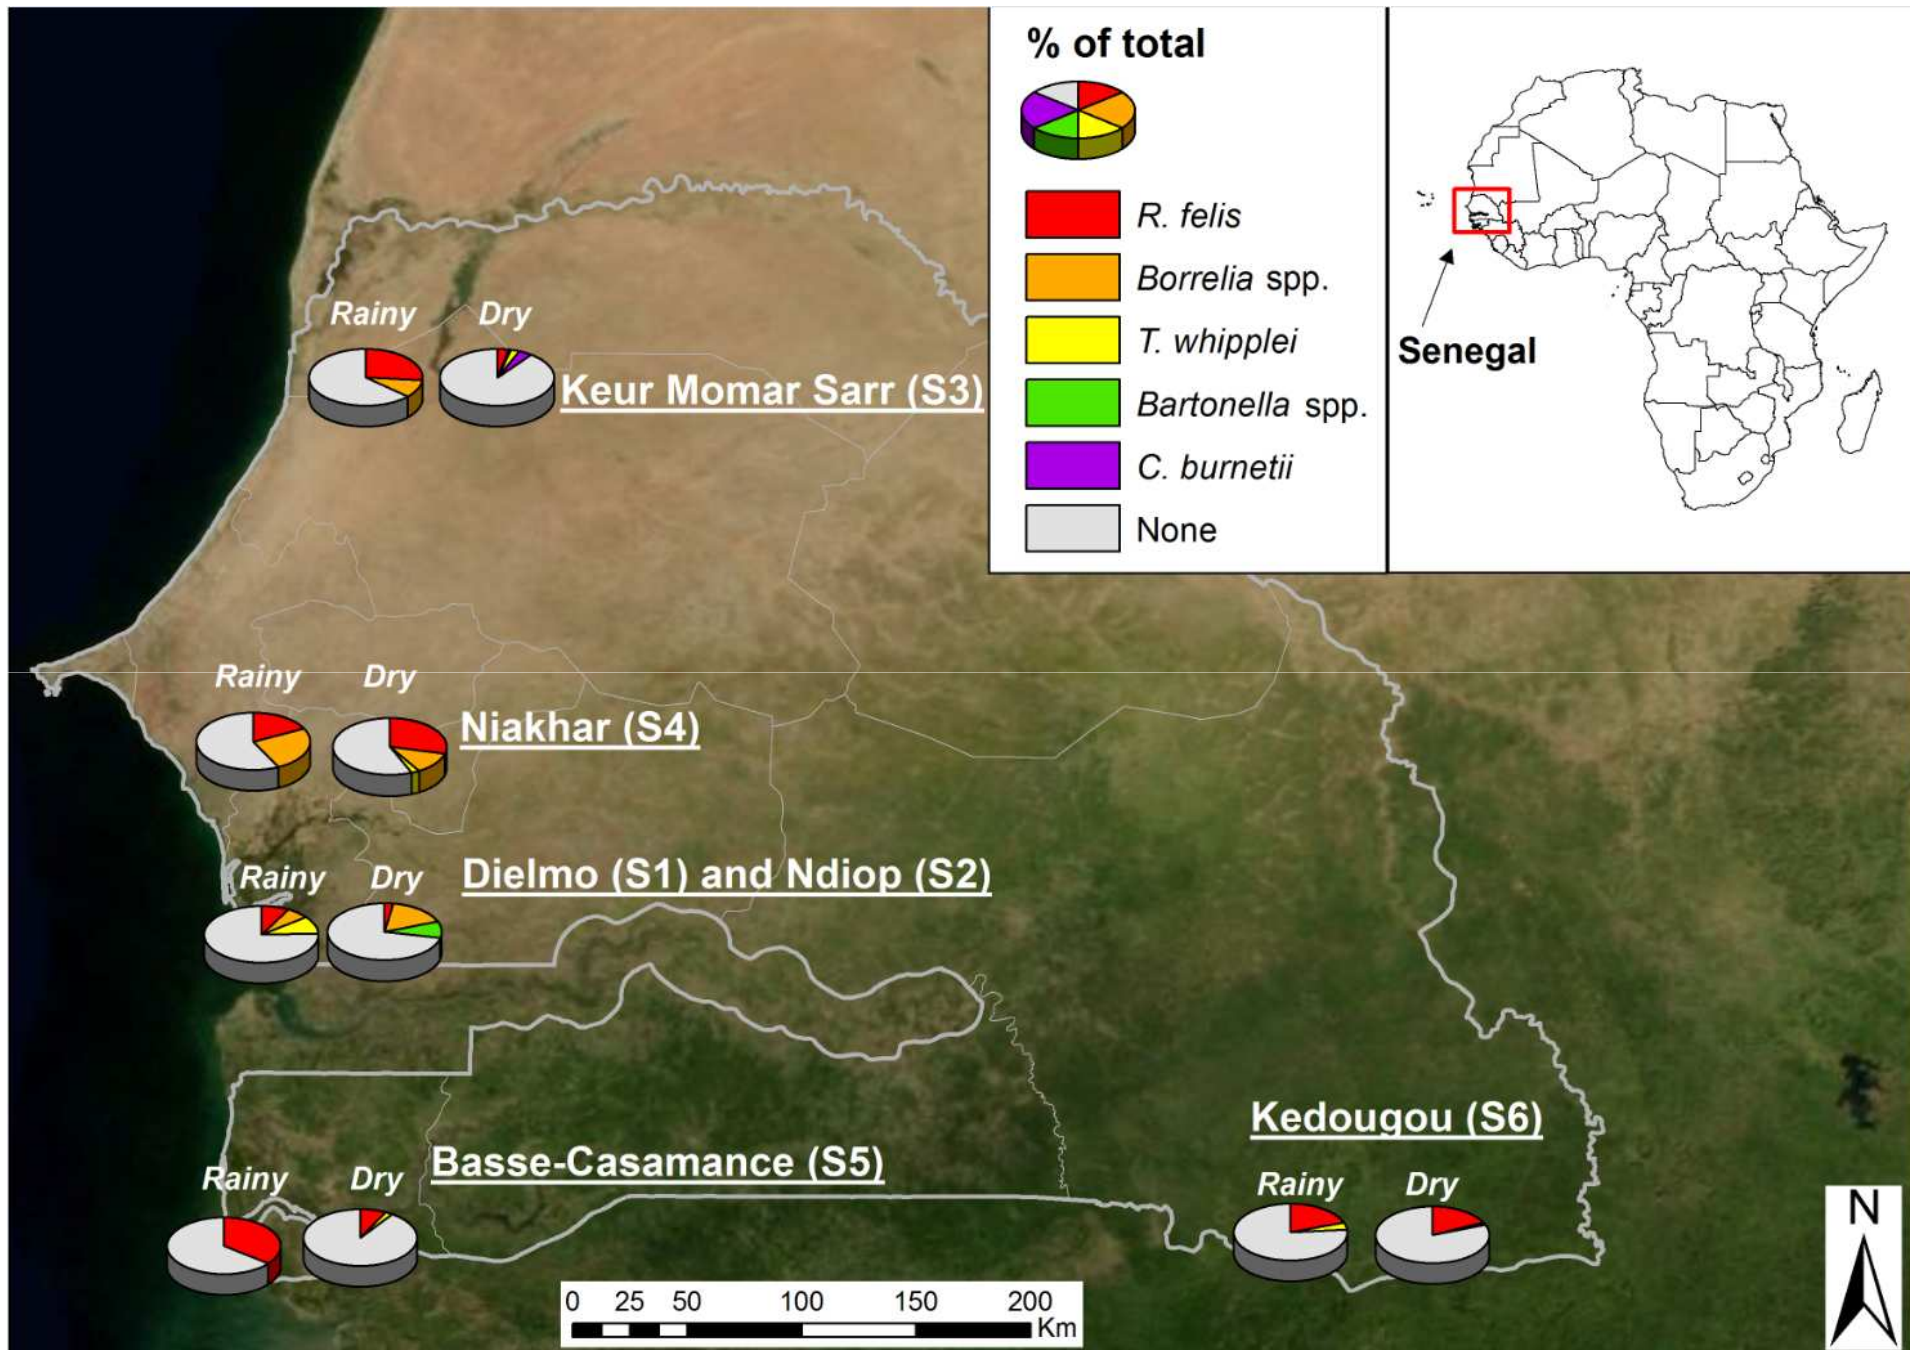 % of total
R. felis
Borrelia spp.
T. whipplei
Bartonella spp.
C. burnetii
None
Senegal
Rainy Dry
Keur Momar Sarr (S3)
Rainy Dry
Niakhar (S4)
Rainy Dry
Dielmo (S1) and Ndiop (S2)
Rainy Dry
Basse-Casamance (S5)
Kedougou (S6)
Rainy Dry
0 25 50 100 150 200
Km
N